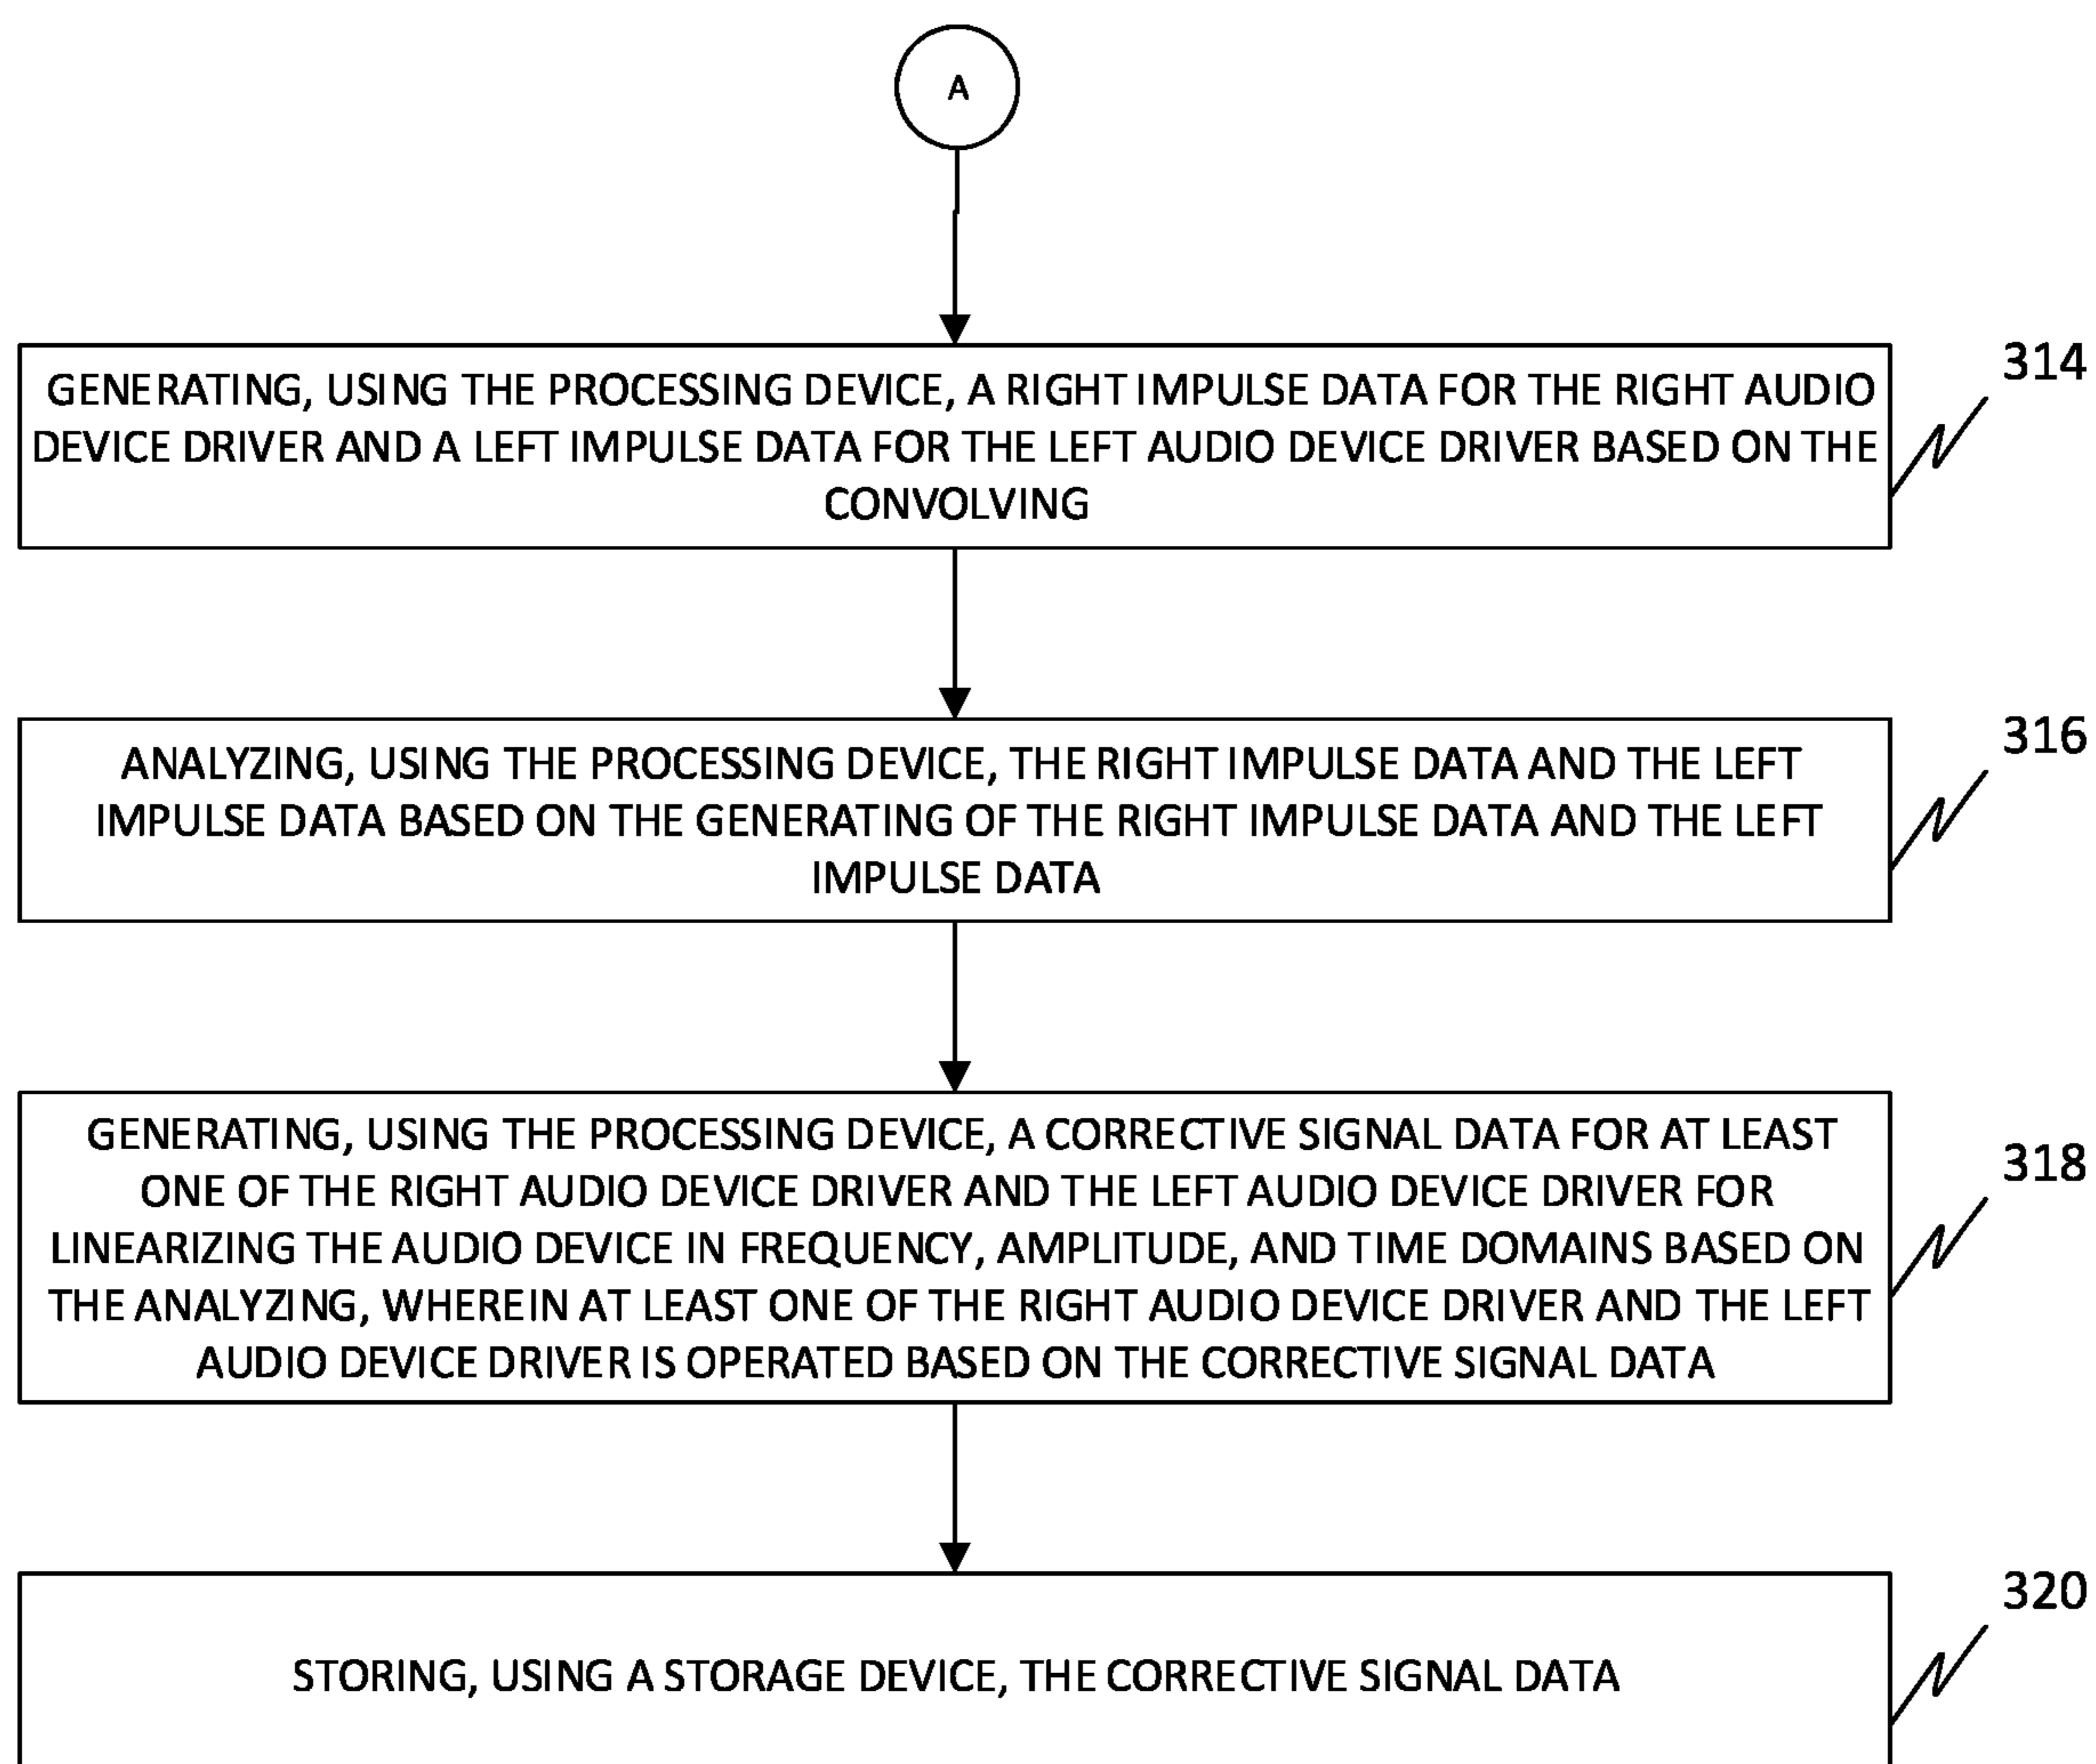 A
314
GENERATING, USING THE PROCESSING DEVICE, A RIGHT IMPULSE DATA FOR THE RIGHT AUDIO
DEVICE DRIVER AND A LEFT IMPULSE DATA FOR THE LEFT AUDIO DEVICE DRIVER BASED ON THE
CONVOLVING
316
ANALYZING, USING THE PROCESSING DEVICE, THE RIGHT IMPULSE DATA AND THE LEFT
IMPULSE DATA BASED ON THE GENERATING OF THE RIGHT IMPULSE DATA AND THE LEFT
IMPULSE DATA
318
GENERATING, USING THE PROCESSING DEVICE, A CORRECTIVE SIGNAL DATA FOR AT LEAST
ONE OF THE RIGHT AUDIO DEVICE DRIVER AND THE LEFT AUDIO DEVICE DRIVER FOR
LINEARIZING THE AUDIO DEVICE IN FREQUENCY, AMPLITUDE, AND TIME DOMAINS BASED ON
THE ANALYZING, WHEREIN AT LEAST ONE OF THE RIGHT AUDIO DEVICE DRIVER AND THE LEFT
AUDIO DEVICE DRIVER IS OPERATED BASED ON THE CORRECTIVE SIGNAL DATA
320
STORING, USING A STORAGE DEVICE, THE CORRECTIVE SIGNAL DATA